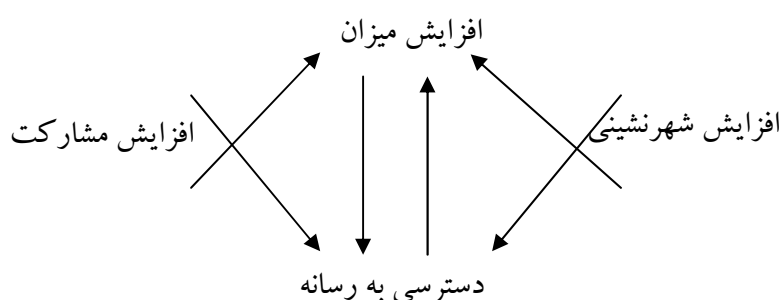 افزایش میزان
افزایش شهرنشینی
افزایش مشارکت
دسترسی به رسانه